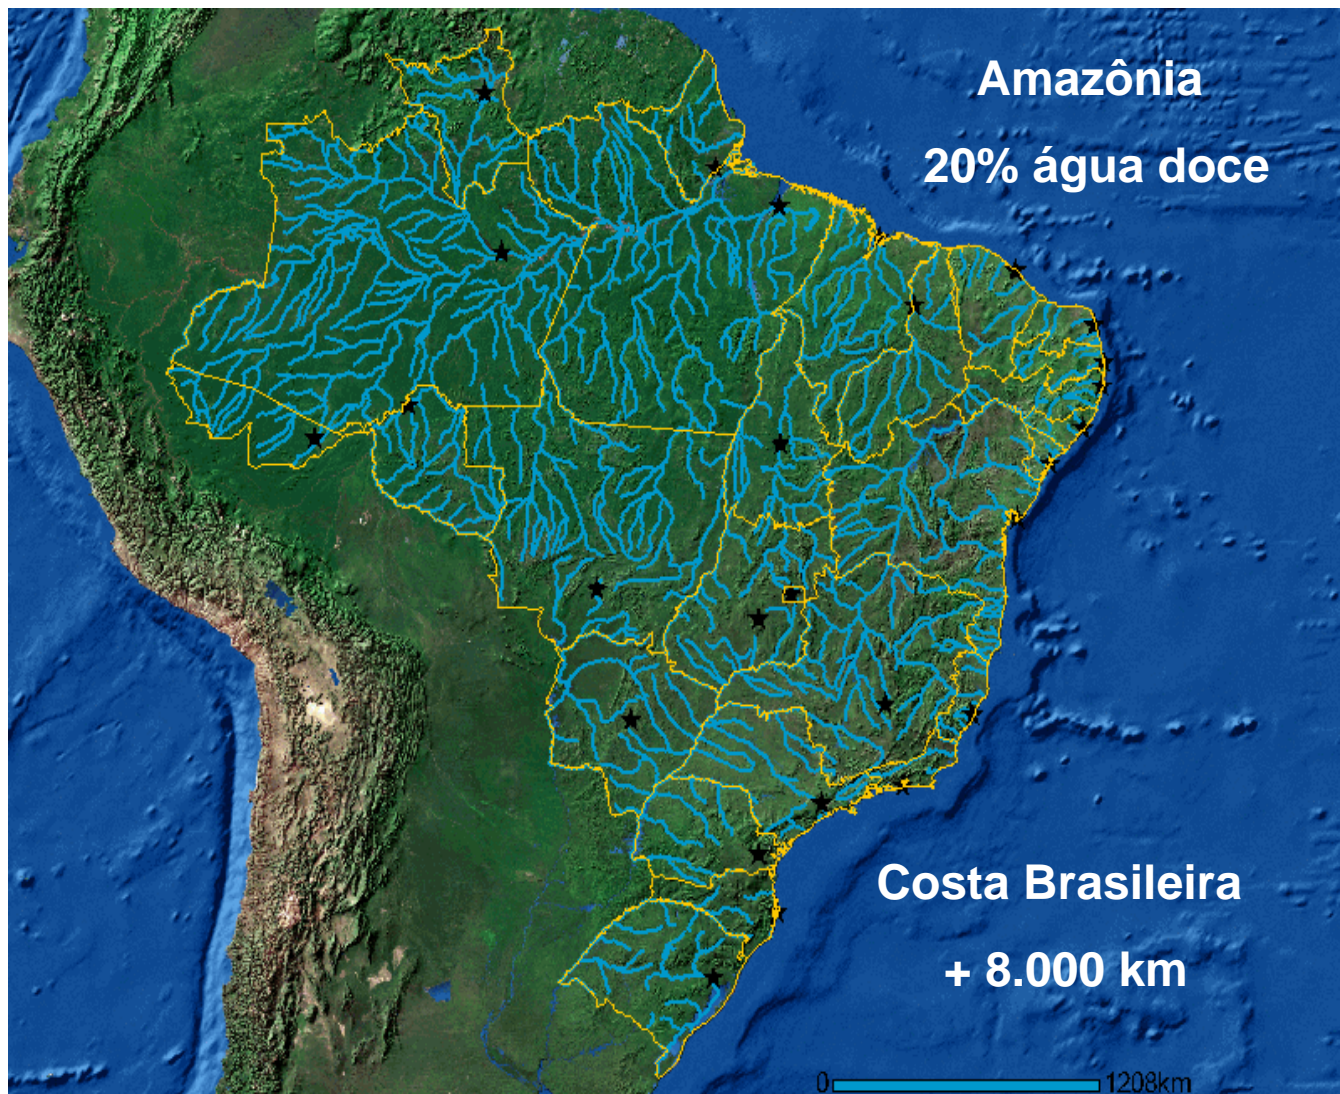 Amazônia
20% água doce
Costa Brasileira
+ 8.000 km
0 1208km